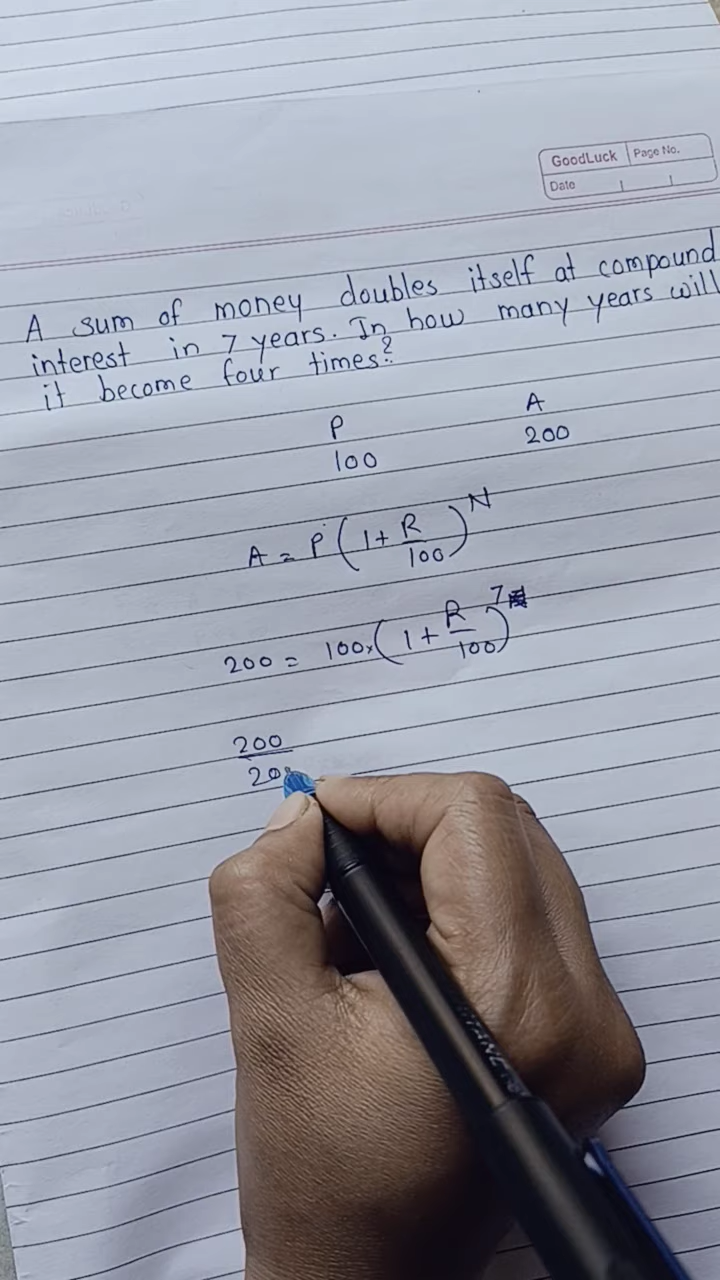 GoodLuck Page No.
Date
A sum of money doubles itself at compound
interest in 7 years. In how many years will
it become four times?
P A
100 200
A = P(1+R/100)^N
200 = 100×(1+R/100)^7
200
20